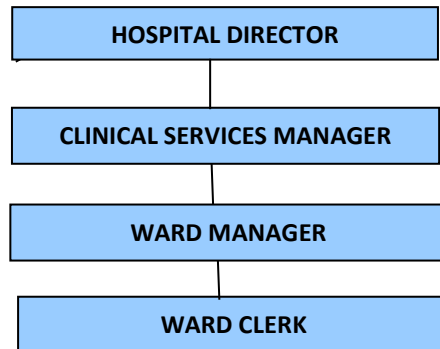 HOSPITAL DIRECTOR
CLINICAL SERVICES MANAGER
WARD MANAGER
WARD CLERK